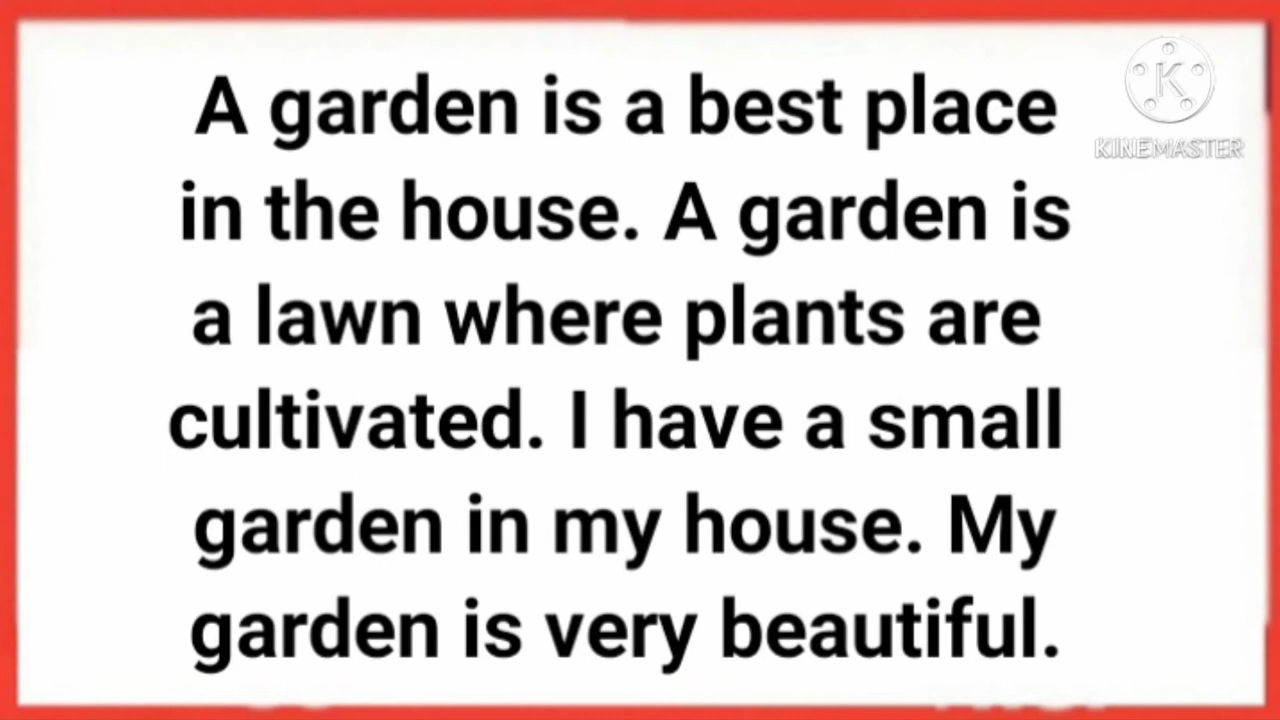 A garden is a best place
in the house. A garden is
a lawn where plants are
cultivated. I have a small
garden in my house. My
garden is very beautiful.
K
KINEMASTER